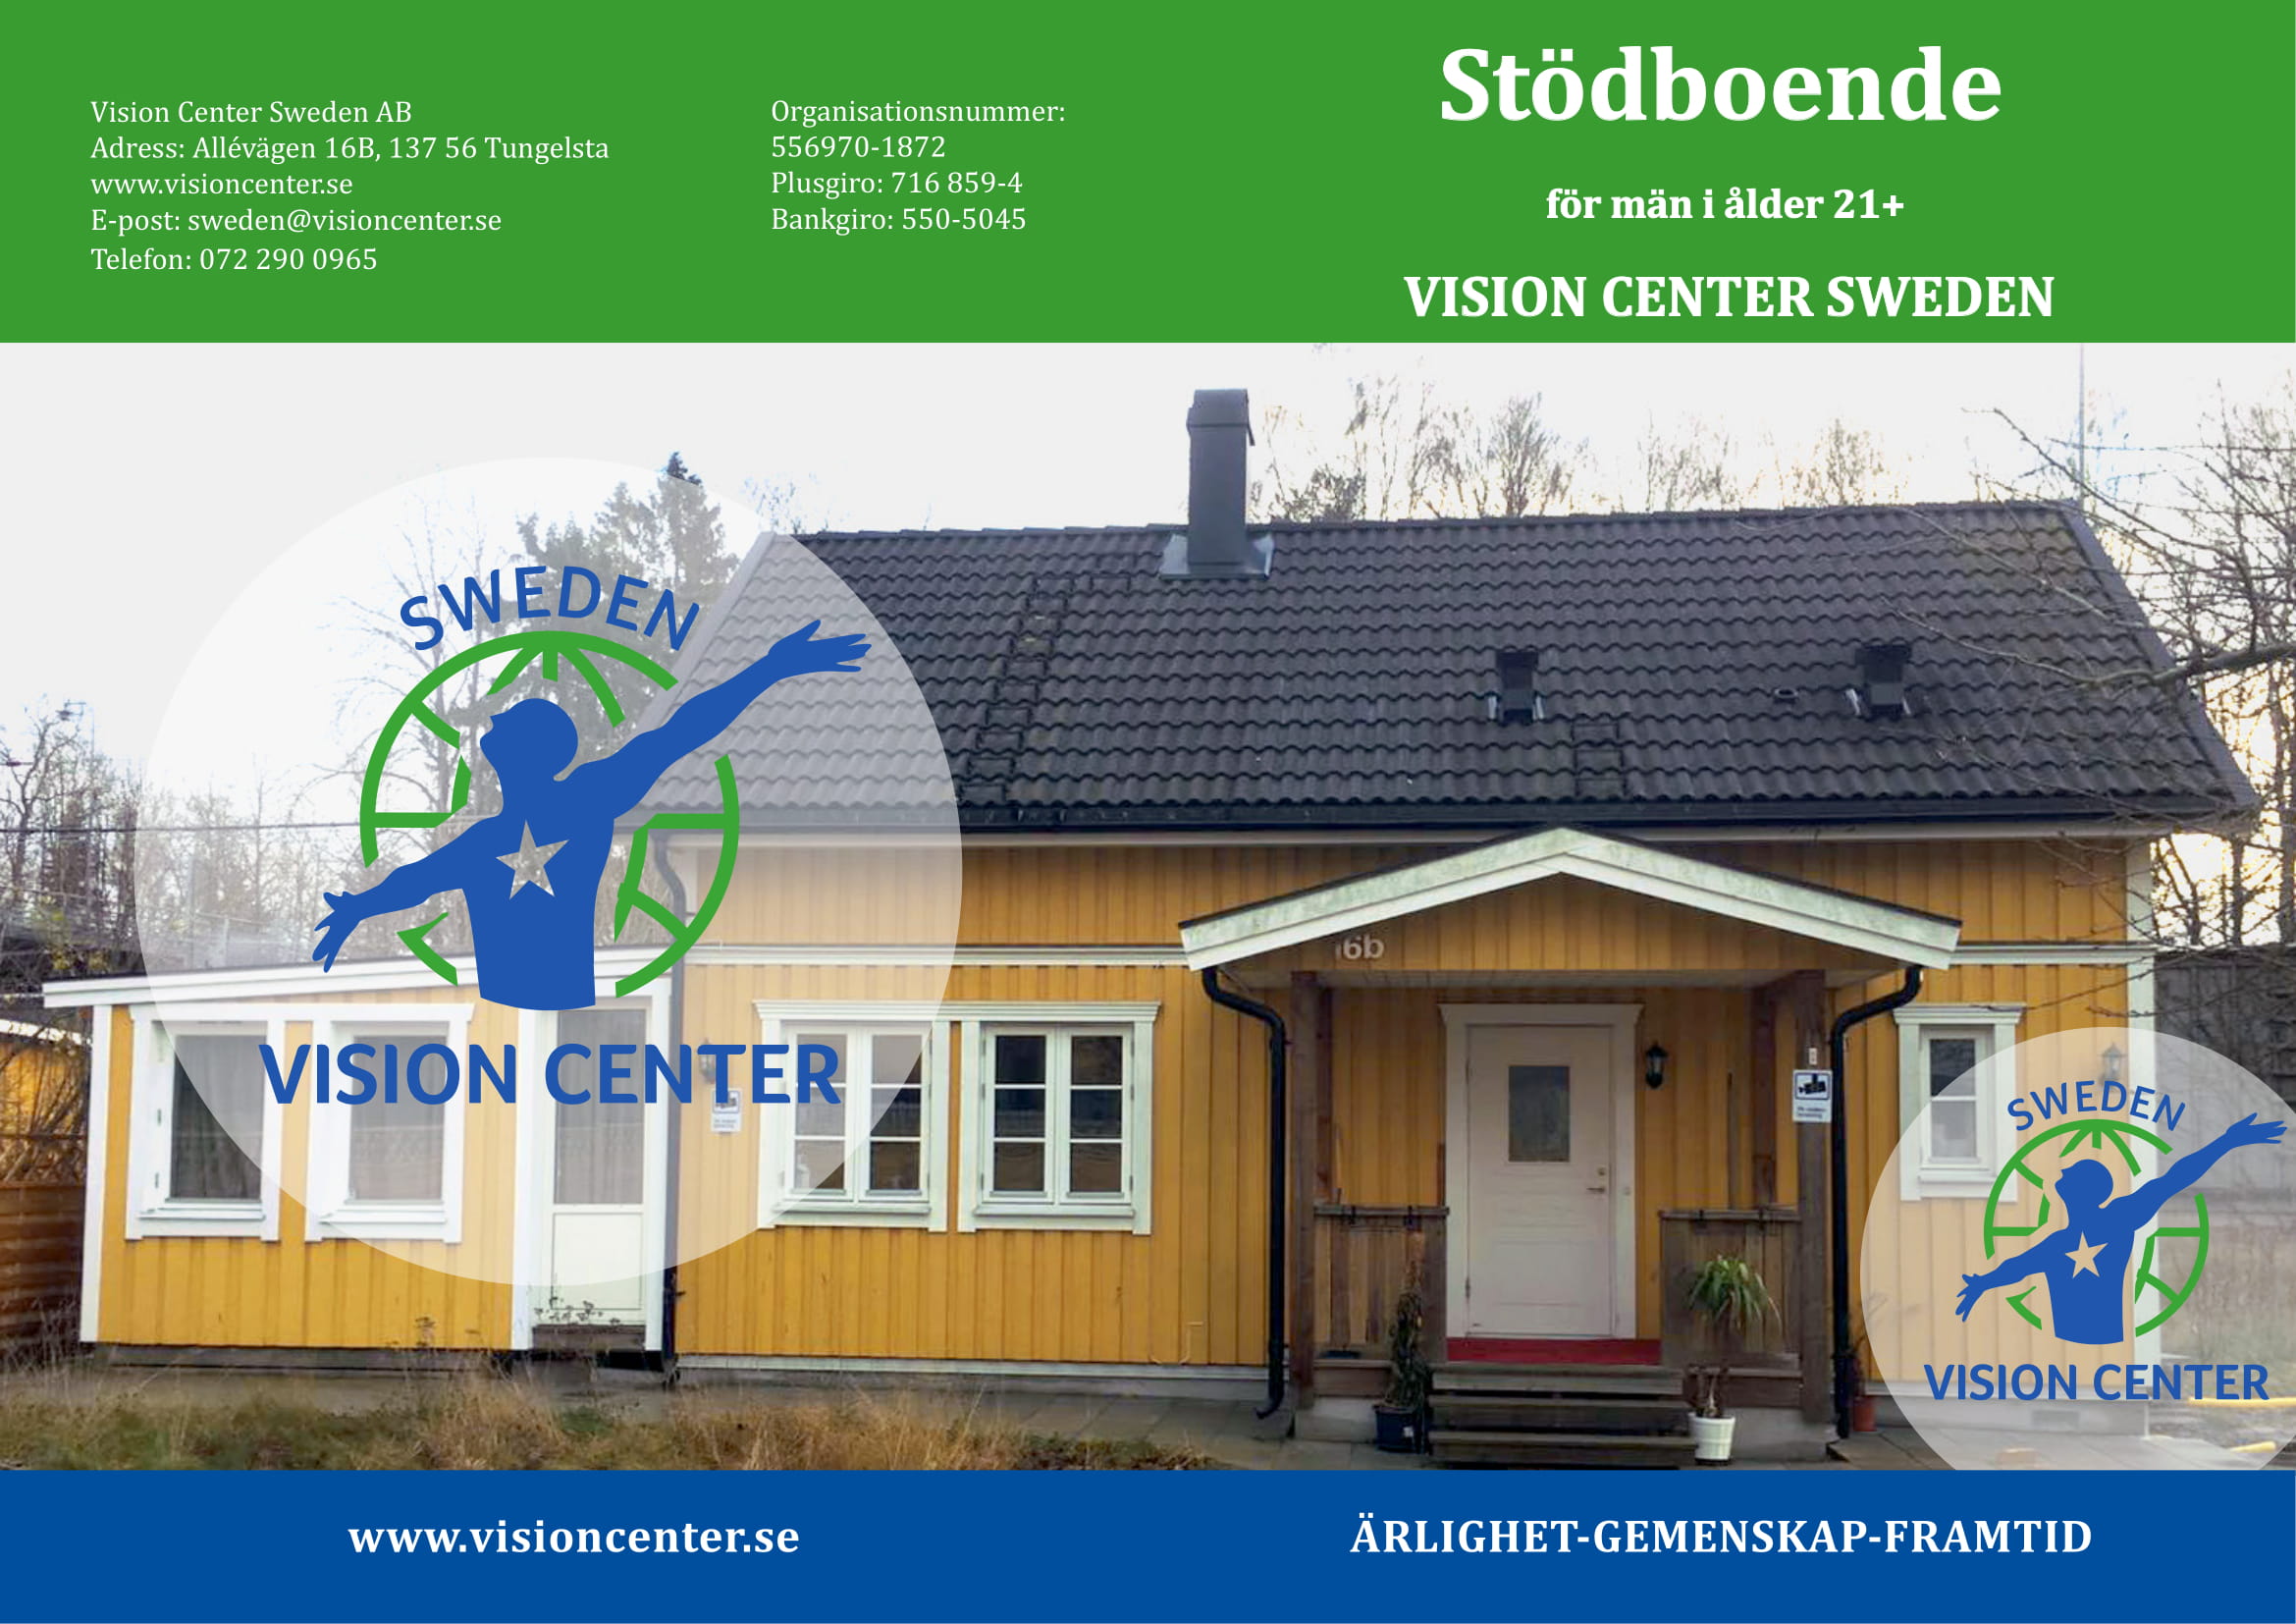 Vision Center Sweden AB
Adress: Allévägen 16B, 137 56 Tungelsta
www.visioncenter.se
E-post: sweden@visioncenter.se
Telefon: 072 290 0965
Organisationsnummer:
556970-1872
Plusgiro: 716 859-4
Bankgiro: 550-5045
Stödboende
för män i ålder 21+
VISION CENTER SWEDEN
SWEDEN
VISION CENTER
16b
SWEDEN
VISION CENTER
www.visioncenter.se
ÄRLIGHET-GEMENSKAP-FRAMTID